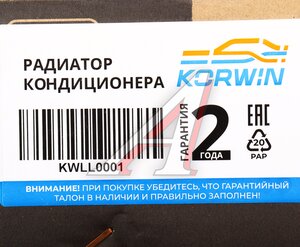 РАДИАТОР
КОНДИЦИОНЕРА
KORWIN
KWLL0001
ГАРАНТИЯ
2
ГОДА
EAC
20
PAP
ВНИМАНИЕ! ПРИ ПОКУПКЕ УБЕДИТЕСЬ, ЧТО ГАРАНТИЙНЫЙ
ТАЛОН В НАЛИЧИИ И ПРАВИЛЬНО ЗАПОЛНЕН!